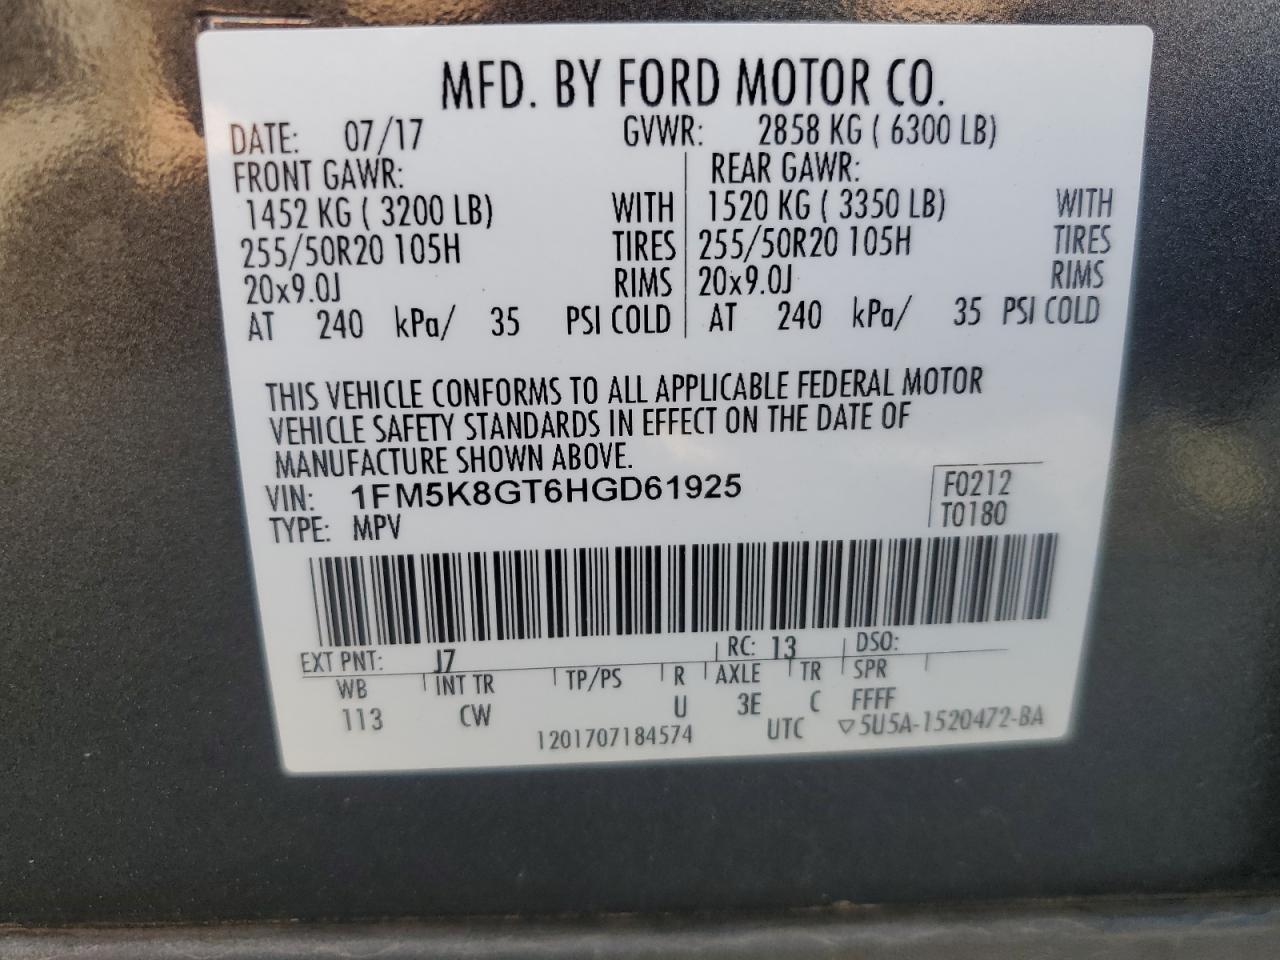 MFD. BY FORD MOTOR CO.
DATE: 07/17 GVWR: 2858 KG ( 6300 LB)
FRONT GAWR: REAR GAWR:
1452 KG ( 3200 LB) WITH 1520 KG ( 3350 LB) WITH
255/50R20 105H TIRES 255/50R20 105H TIRES
20x9.0J RIMS 20x9.0J RIMS
AT 240 kPa/ 35 PSI COLD AT 240 kPa/ 35 PSI COLD
THIS VEHICLE CONFORMS TO ALL APPLICABLE FEDERAL MOTOR
VEHICLE SAFETY STANDARDS IN EFFECT ON THE DATE OF
MANUFACTURE SHOWN ABOVE.
VIN: 1FM5K8GT6HGD61925 F0212
TYPE: MPV T0180
EXT PNT: J7 RC: 13 DSO:
WB INT TR TP/PS R AXLE TR SPR
113 CW U 3E C FFFF
1201707184574 UTC ▽5U5A-1520472-BA